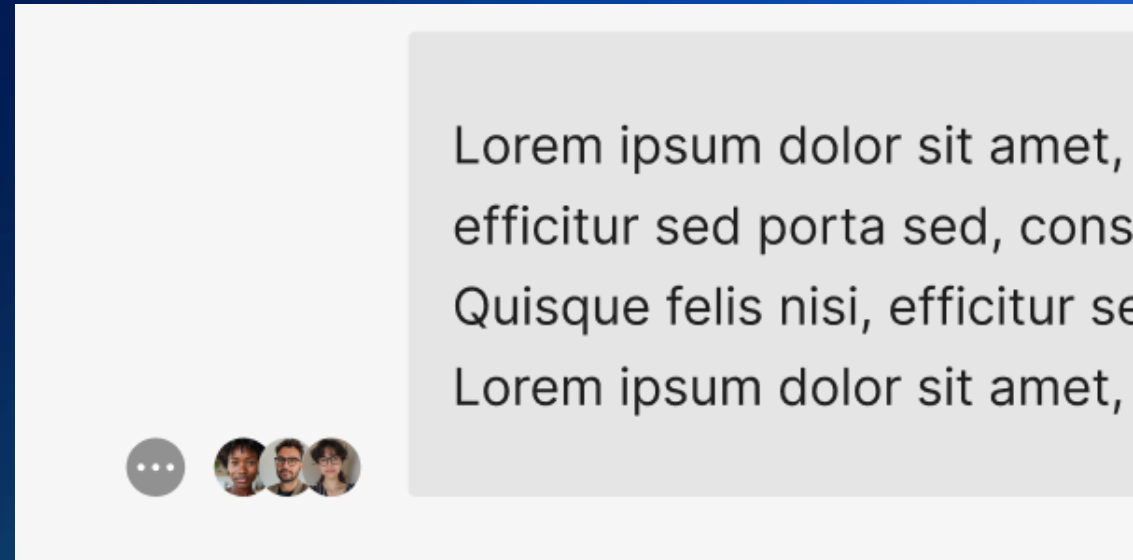 Lorem ipsum dolor sit amet,
efficitur sed porta sed, cons
Quisque felis nisi, efficitur se
Lorem ipsum dolor sit amet,